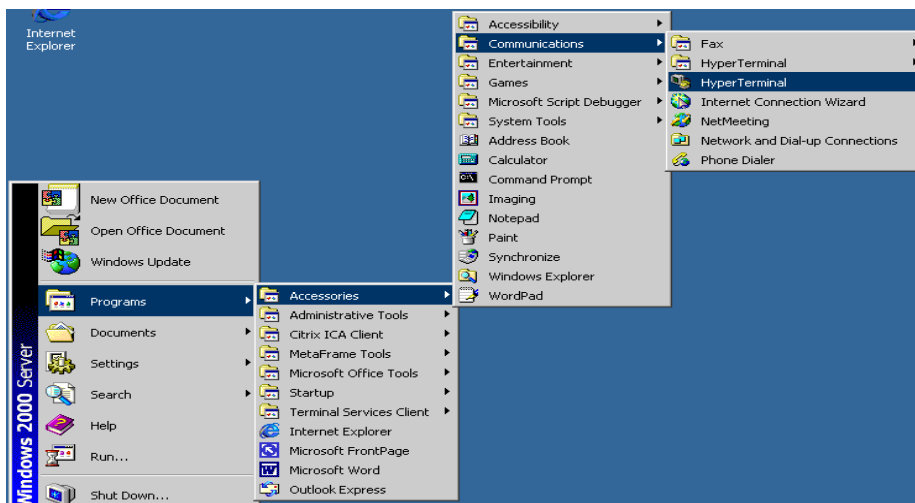 Internet
Explorer
New Office Document
Open Office Document
Windows Update
Programs
Documents
Settings
Search
Help
Run...
Shut Down...
Windows 2000 Server
Accessories
Administrative Tools
Citrix ICA Client
MetaFrame Tools
Microsoft Office Tools
Startup
Terminal Services Client
Internet Explorer
Microsoft FrontPage
Microsoft Word
Outlook Express
Accessibility
Communications
Entertainment
Games
Microsoft Script Debugger
System Tools
Address Book
Calculator
Command Prompt
Imaging
Notepad
Paint
Synchronize
Windows Explorer
WordPad
Fax
HyperTerminal
HyperTerminal
Internet Connection Wizard
NetMeeting
Network and Dial-up Connections
Phone Dialer